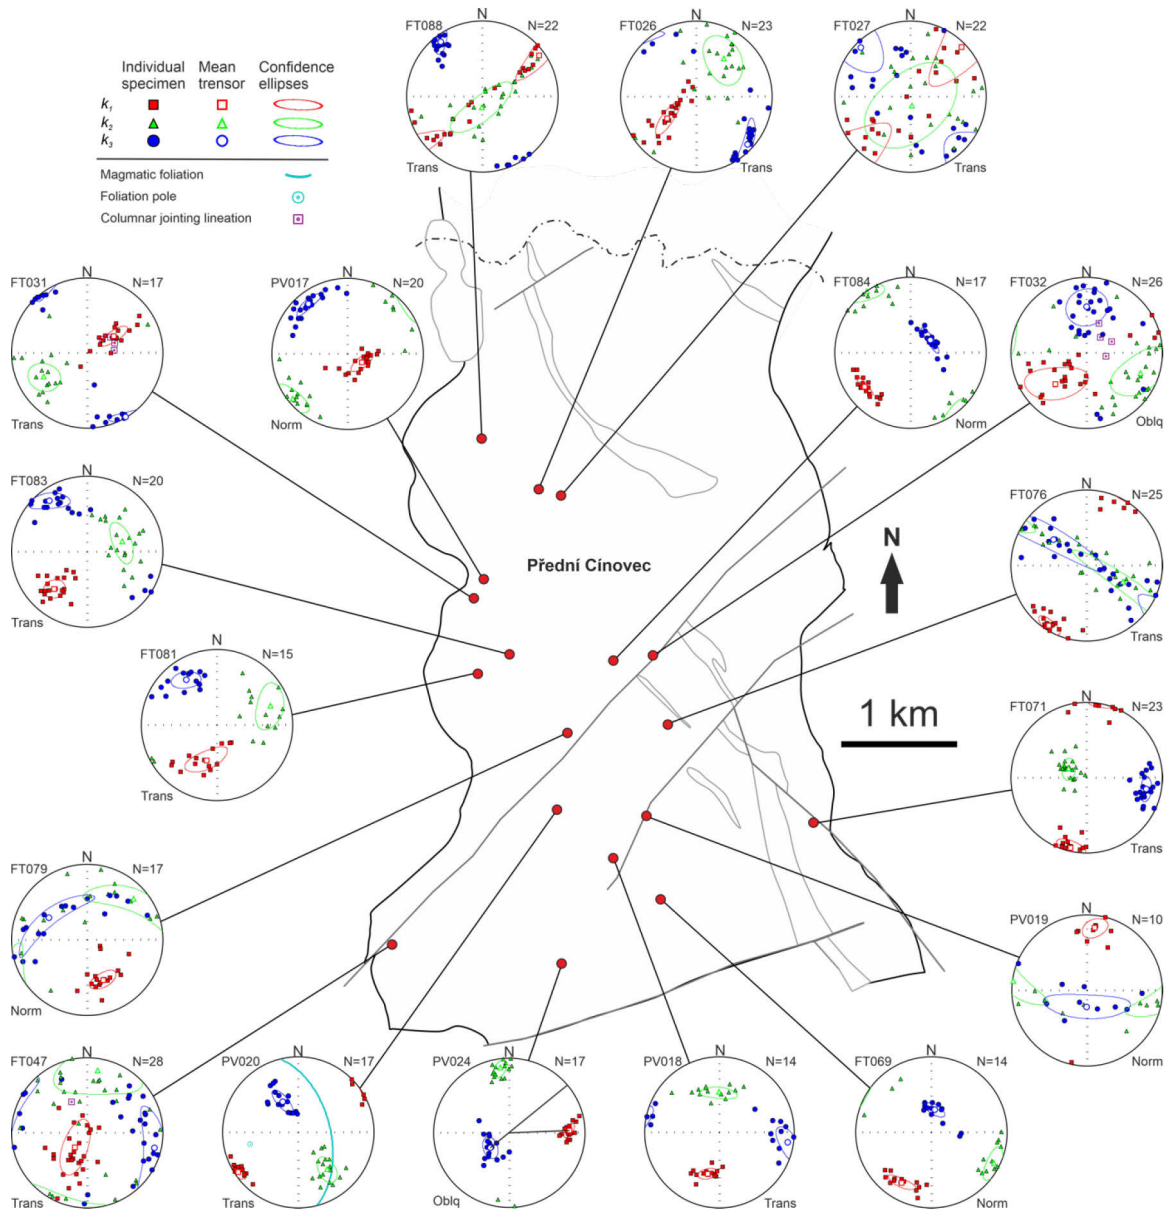 N
N
N
FT088
N=22
FT026
N=23
FT027
N=22
Trans
Trans
Trans
Individual
specimen
Mean
trensor
Confidence
ellipses
k1
k2
k3
Magmatic foliation
Foliation pole
Columnar jointing lineation
N
N
N
N
FT031
N=17
PV017
N=20
FT084
N=17
FT032
N=26
Trans
Norm
Norm
Oblq
N
FT083
N=20
Trans
N
FT076
N=25
Trans
Přední Cínovec
N
N
FT081
N=15
Trans
1 km
N
FT071
N=23
Trans
N
FT079
N=17
Norm
N
PV019
N=10
Norm
N
N
N
N
N
FT047
N=28
PV020
N=17
PV024
N=17
PV018
N=14
FT069
N=14
Trans
Trans
Oblq
Trans
Norm